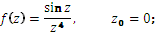 f(z) = sin z / z⁴, z₀ = 0;